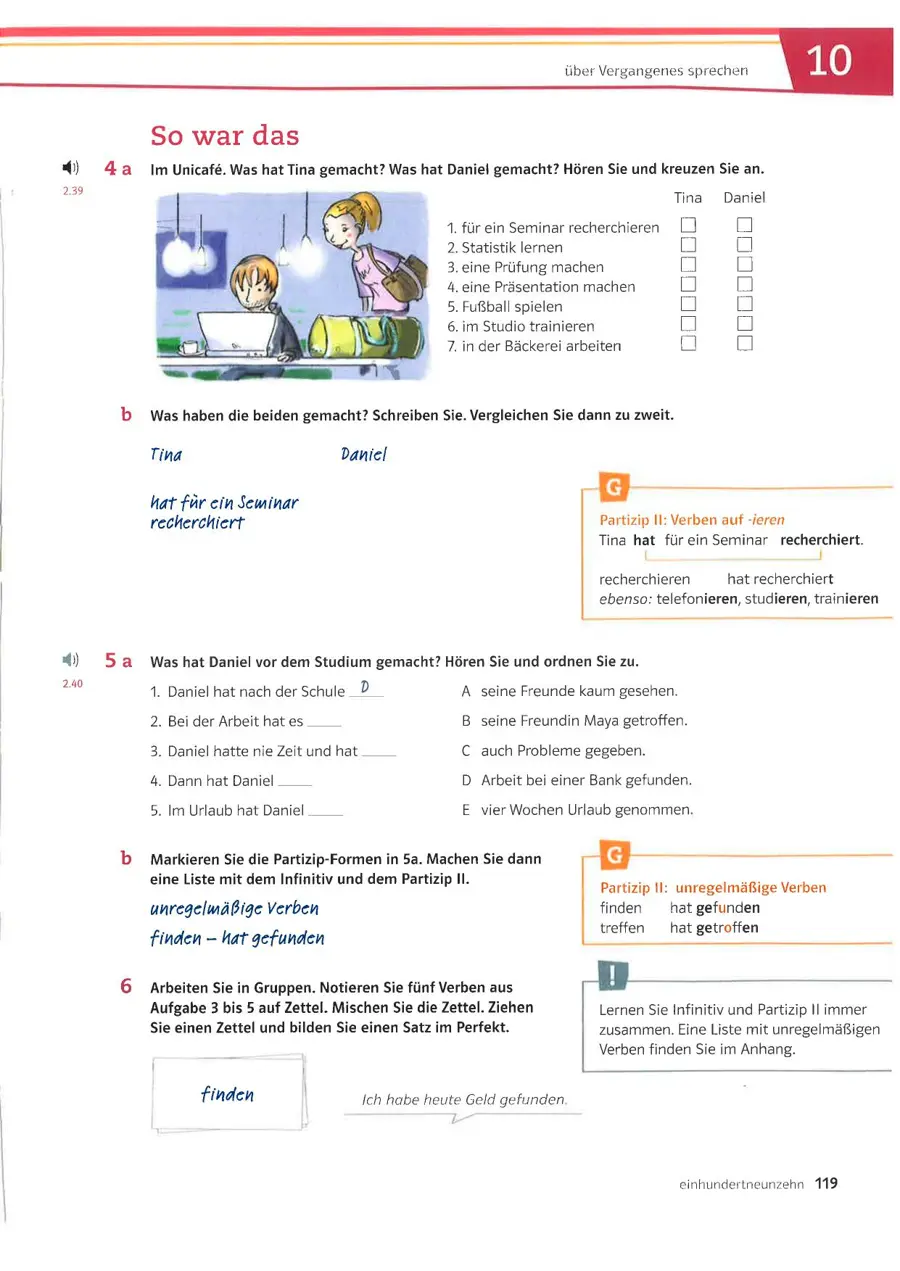 über Vergangenes sprechen
10
So war das
2.39
4 a Im Unicafé. Was hat Tina gemacht? Was hat Daniel gemacht? Hören Sie und kreuzen Sie an.
Tina Daniel
1. für ein Seminar recherchieren
2. Statistik lernen
3. eine Prüfung machen
4. eine Präsentation machen
5. Fußball spielen
6. im Studio trainieren
7. in der Bäckerei arbeiten
b Was haben die beiden gemacht? Schreiben Sie. Vergleichen Sie dann zu zweit.
Tina Daniel
hat für ein Seminar
recherchiert
G
Partizip II: Verben auf -ieren
Tina hat für ein Seminar recherchiert.
recherchieren hat recherchiert
ebenso: telefonieren, studieren, trainieren
2.40
5 a Was hat Daniel vor dem Studium gemacht? Hören Sie und ordnen Sie zu.
1. Daniel hat nach der Schule D
A seine Freunde kaum gesehen.
2. Bei der Arbeit hat es ____
B seine Freundin Maya getroffen.
3. Daniel hatte nie Zeit und hat ____
C auch Probleme gegeben.
4. Dann hat Daniel ____
D Arbeit bei einer Bank gefunden.
5. Im Urlaub hat Daniel ____
E vier Wochen Urlaub genommen.
b Markieren Sie die Partizip-Formen in 5a. Machen Sie dann
eine Liste mit dem Infinitiv und dem Partizip II.
unregelmäßige Verben
finden – hat gefunden
G
Partizip II: unregelmäßige Verben
finden hat gefunden
treffen hat getroffen
6 Arbeiten Sie in Gruppen. Notieren Sie fünf Verben aus
Aufgabe 3 bis 5 auf Zettel. Mischen Sie die Zettel. Ziehen
Sie einen Zettel und bilden Sie einen Satz im Perfekt.
!
Lernen Sie Infinitiv und Partizip II immer
zusammen. Eine Liste mit unregelmäßigen
Verben finden Sie im Anhang.
finden
Ich habe heute Geld gefunden.
einhundertneunzehn 119